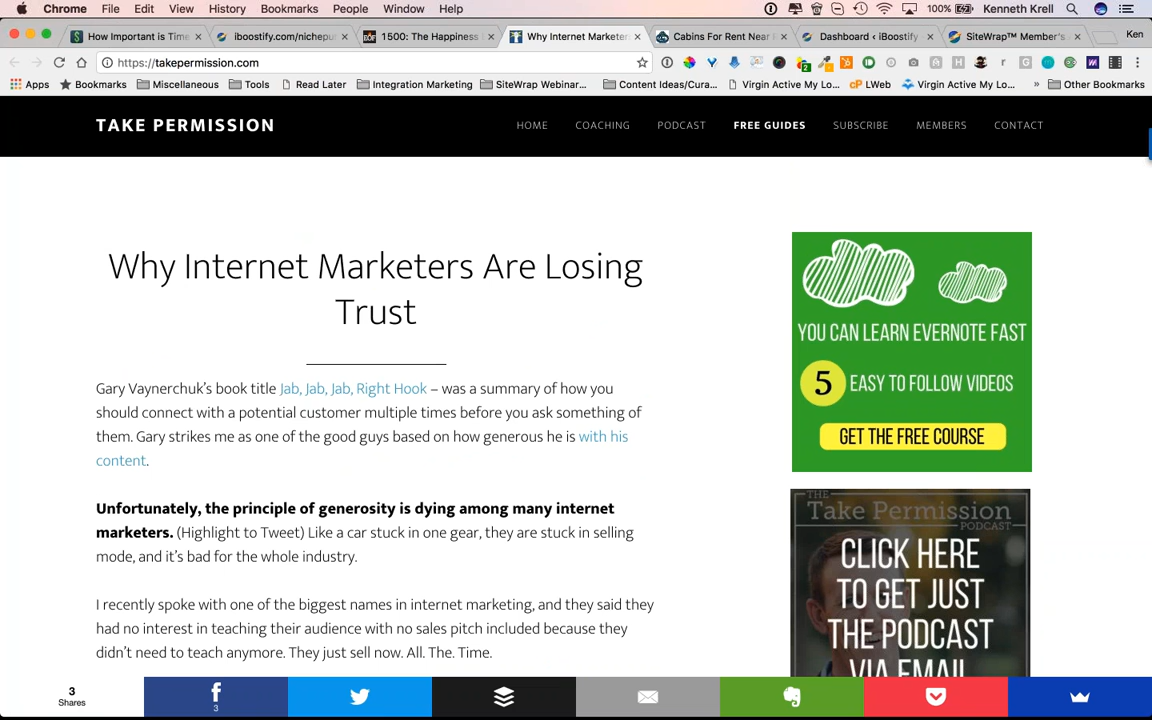 Chrome File Edit View History Bookmarks People Window Help 100% Kenneth Krell
How Important is Time iboostify.com/nichepu 1500: The Happiness Why Internet Marketer Cabins For Rent Near Dashboard ‹ iBoostify SiteWrap™ Member's Ken
https://takepermission.com
Apps Bookmarks Miscellaneous Tools Read Later Integration Marketing SiteWrap Webinar... Content Ideas/Cura... Virgin Active My Lo... cP LWeb Virgin Active My Lo... » Other Bookmarks
TAKE PERMISSION HOME COACHING PODCAST FREE GUIDES SUBSCRIBE MEMBERS CONTACT
Why Internet Marketers Are Losing
Trust
Gary Vaynerchuk's book title Jab, Jab, Jab, Right Hook – was a summary of how you
should connect with a potential customer multiple times before you ask something of
them. Gary strikes me as one of the good guys based on how generous he is with his
content.
Unfortunately, the principle of generosity is dying among many internet
marketers. (Highlight to Tweet) Like a car stuck in one gear, they are stuck in selling
mode, and it's bad for the whole industry.
I recently spoke with one of the biggest names in internet marketing, and they said they
had no interest in teaching their audience with no sales pitch included because they
didn't need to teach anymore. They just sell now. All. The. Time.
YOU CAN LEARN EVERNOTE FAST
5 EASY TO FOLLOW VIDEOS
GET THE FREE COURSE
THE
Take Permission
PODCAST
CLICK HERE
TO GET JUST
THE PODCAST
VIA EMAIL
3
Shares
3